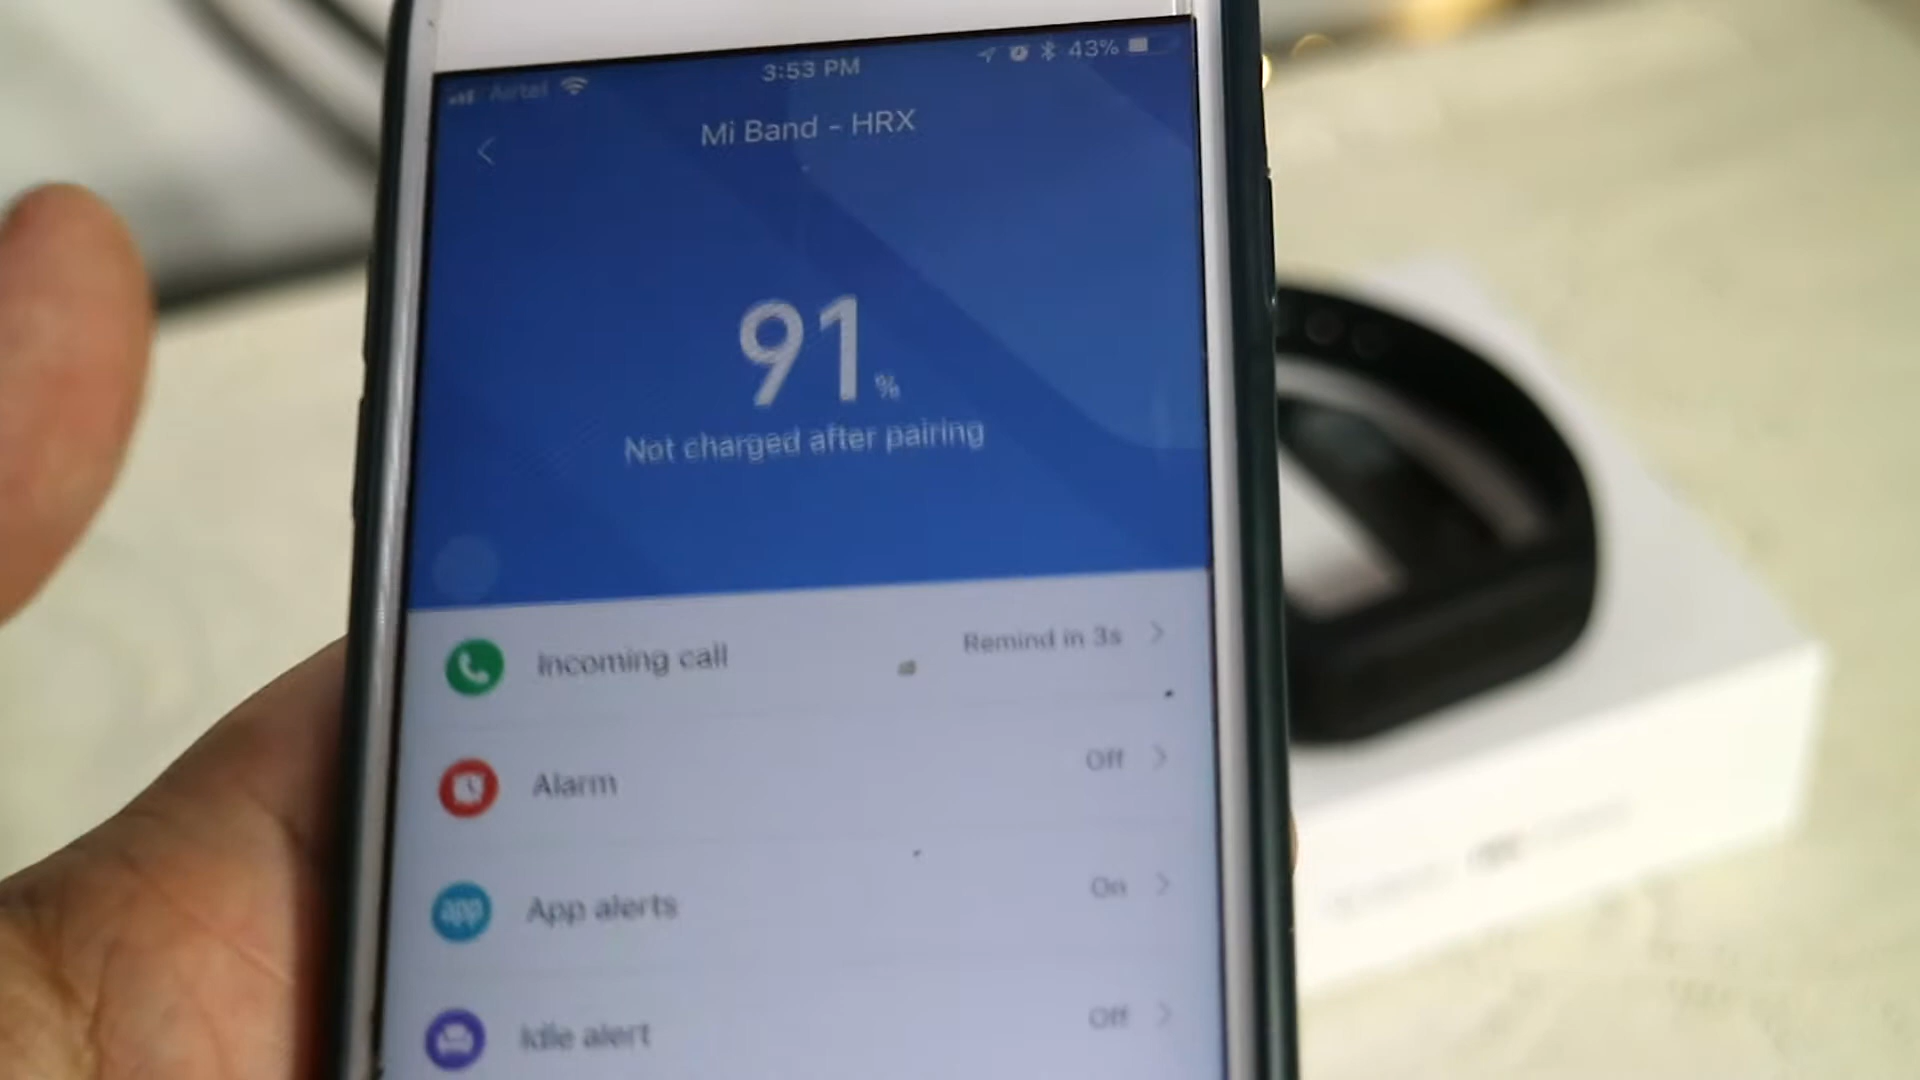 Airtel 3:53 PM 43%
Mi Band - HRX
91%
Not charged after pairing
Incoming call Remind in 3s
Alarm Off
app App alerts On
Idle alert Off